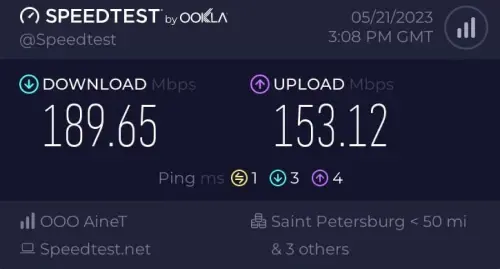 SPEEDTEST by OOKLA
05/21/2023
@Speedtest
3:08 PM GMT
DOWNLOAD Mbps
UPLOAD Mbps
189.65
153.12
Ping ms 1 3 4
OOO AineT
Saint Petersburg < 50 mi
Speedtest.net
& 3 others